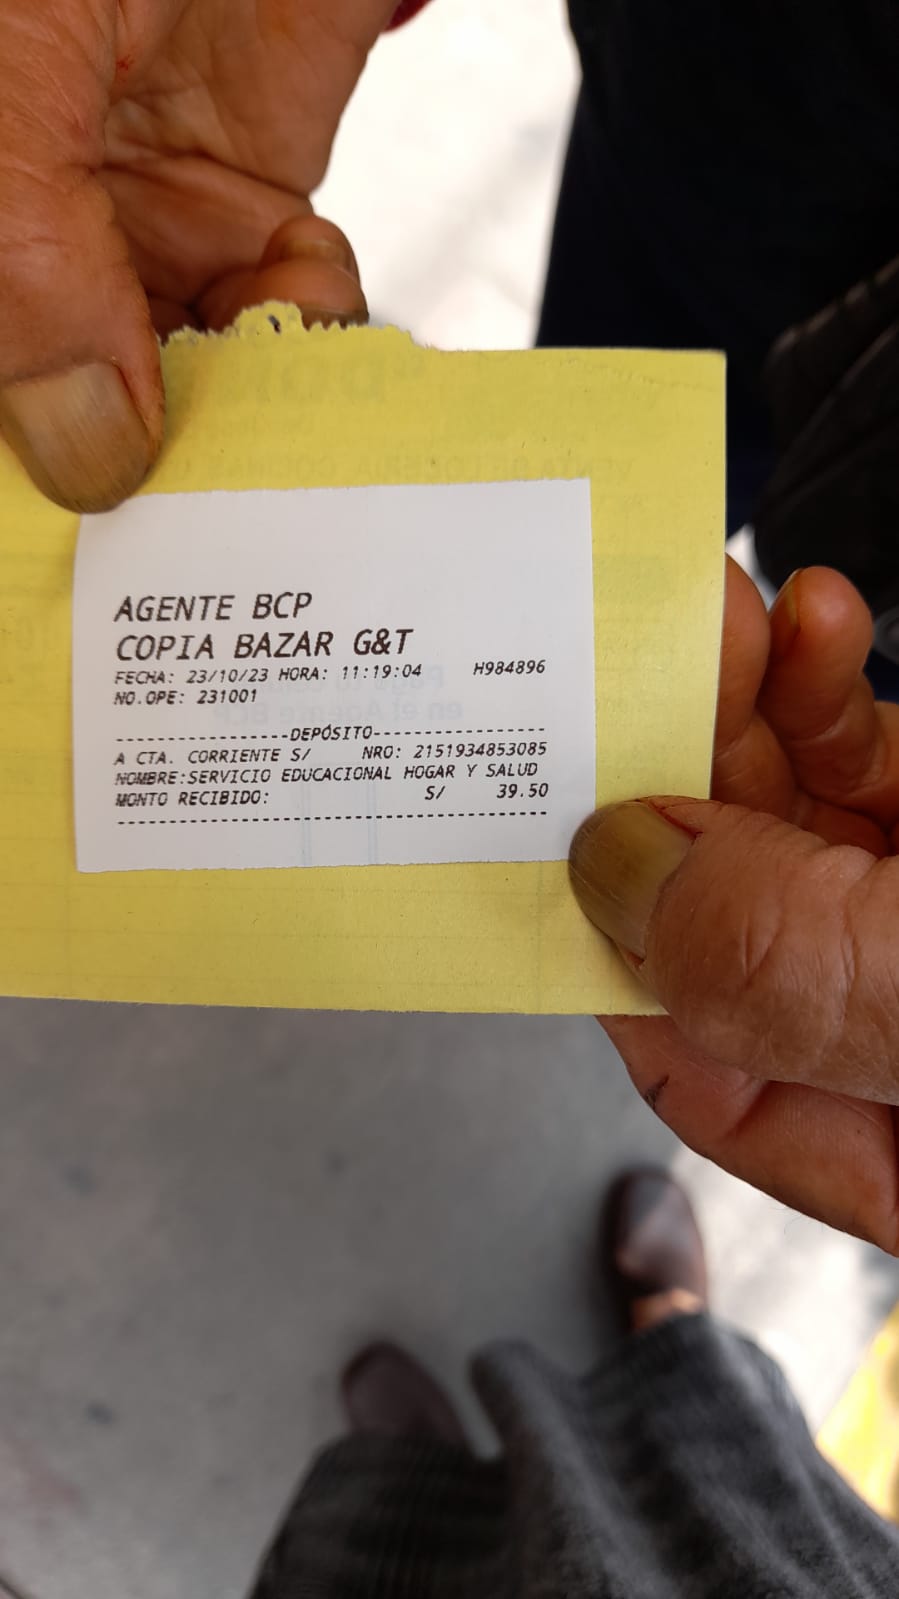 AGENTE BCP
COPIA BAZAR G&T
FECHA: 23/10/23 HORA: 11:19:04 H984896
NO.OPE: 231001
-----------------DEPÓSITO-----------------
A CTA. CORRIENTE S/ NRO: 2151934853085
NOMBRE:SERVICIO EDUCACIONAL HOGAR Y SALUD
MONTO RECIBIDO: S/ 39.50
------------------------------------------